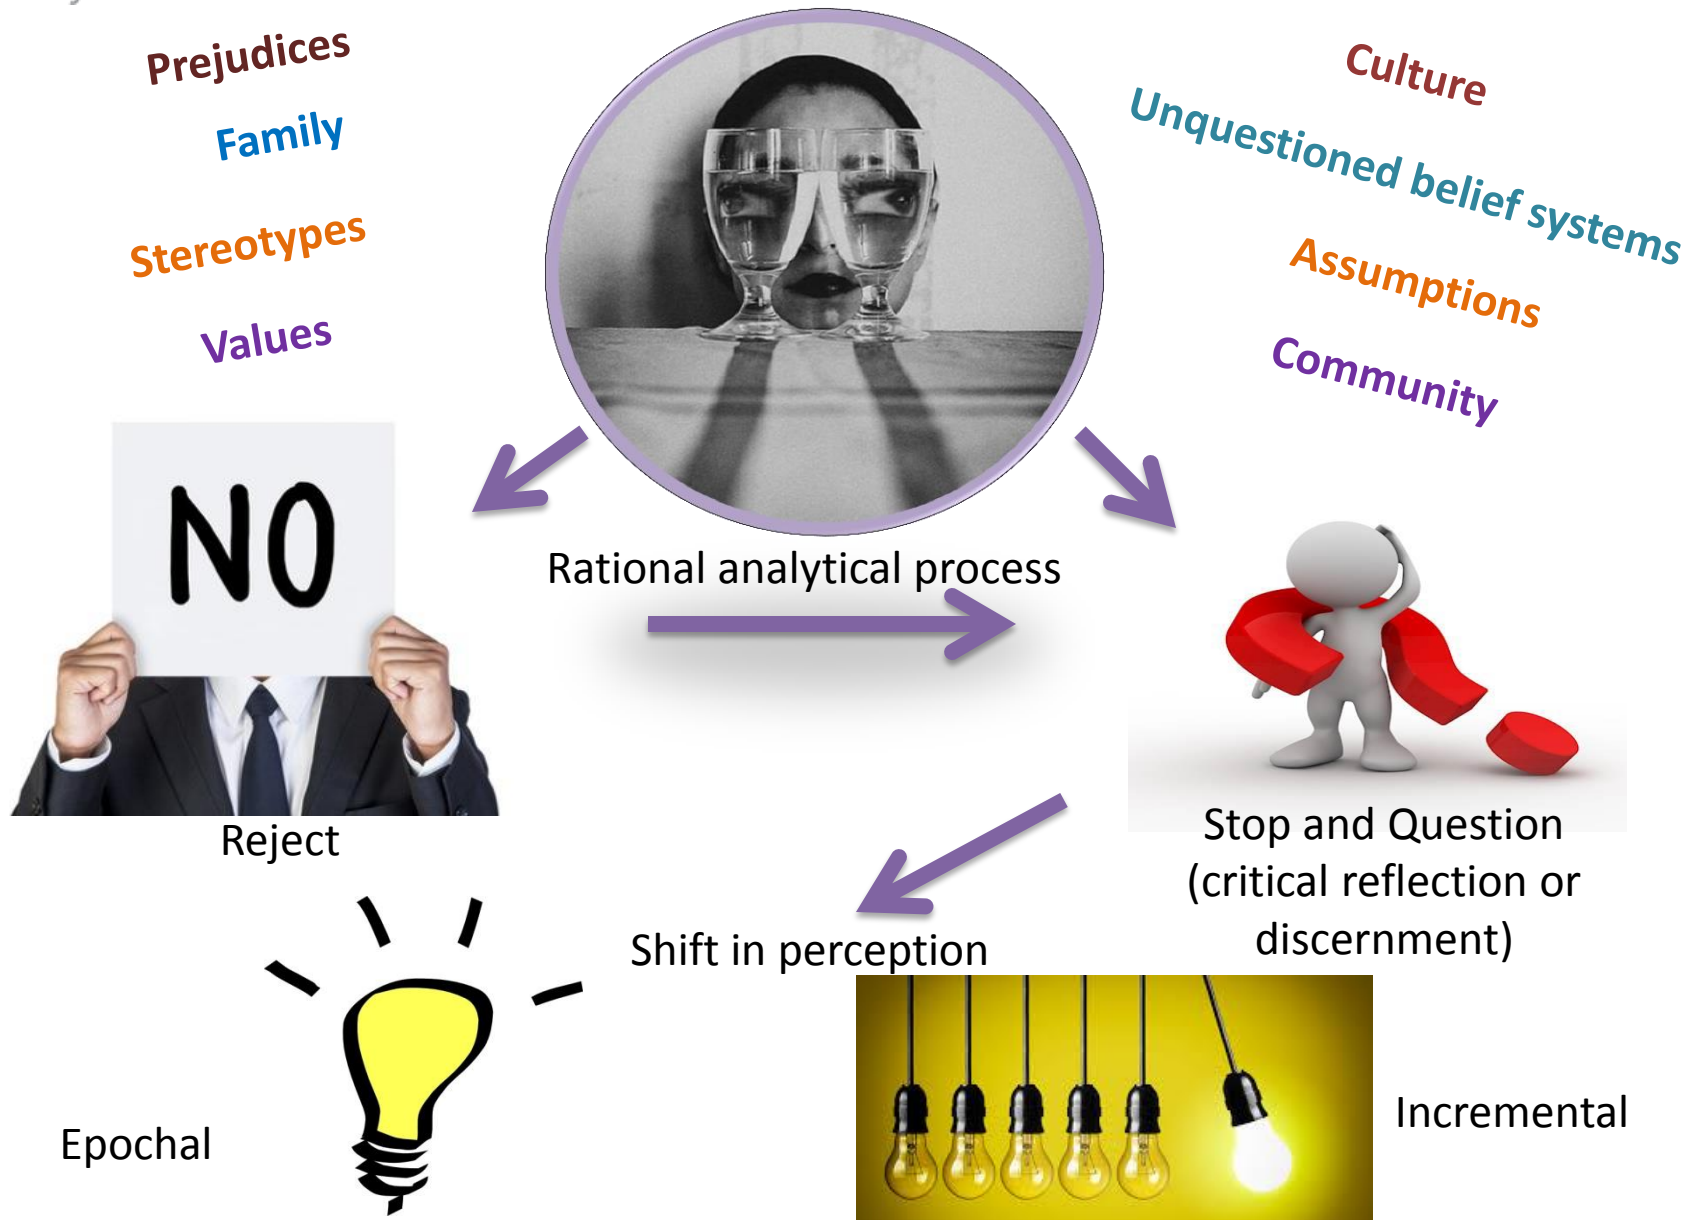 Prejudices
Family
Stereotypes
Values
Culture
Unquestioned belief systems
Assumptions
Community
NO
Rational analytical process
Reject
Stop and Question
(critical reflection or
discernment)
Shift in perception
Epochal
Incremental